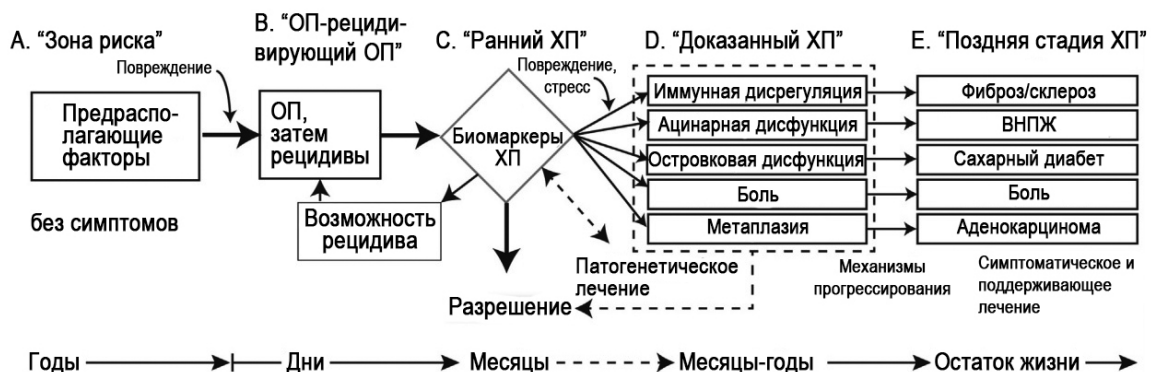 A. “Зона риска”
B. “ОП-рециди-
вирующий ОП”
C. “Ранний ХП”
D. “Доказанный ХП”
E. “Поздняя стадия ХП”
Повреждение
Повреждение,
стресс
Предраспо-
лагающие
факторы
ОП,
затем
рецидивы
Биомаркеры
ХП
Иммунная дисрегуляция
Ацинарная дисфункция
Островковая дисфункция
Боль
Метаплазия
Фиброз/склероз
ВНПЖ
Сахарный диабет
Боль
Аденокарцинома
без симптомов
Возможность
рецидива
Патогенетическое
лечение
Разрешение
Механизмы
прогрессирования
Симптоматическое и
поддерживающее
лечение
Годы
Дни
Месяцы
Месяцы-годы
Остаток жизни